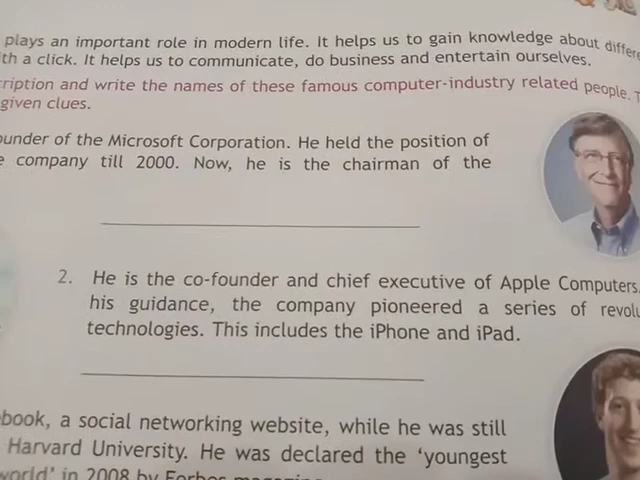 plays an important role in modern life. It helps us to gain knowledge about
with a click. It helps us to communicate, do business and entertain ourselves.
and write the names of these famous computer-industry related people.
given clues.
of the Microsoft Corporation. He held the position of
company till 2000. Now, he is the chairman of the
2. He is the co-founder and chief executive of Apple Computers.
his guidance, the company pioneered a series of
technologies. This includes the iPhone and iPad.
a social networking website, while he was still
Harvard University. He was declared the ‘youngest
in 2008 by Forbes